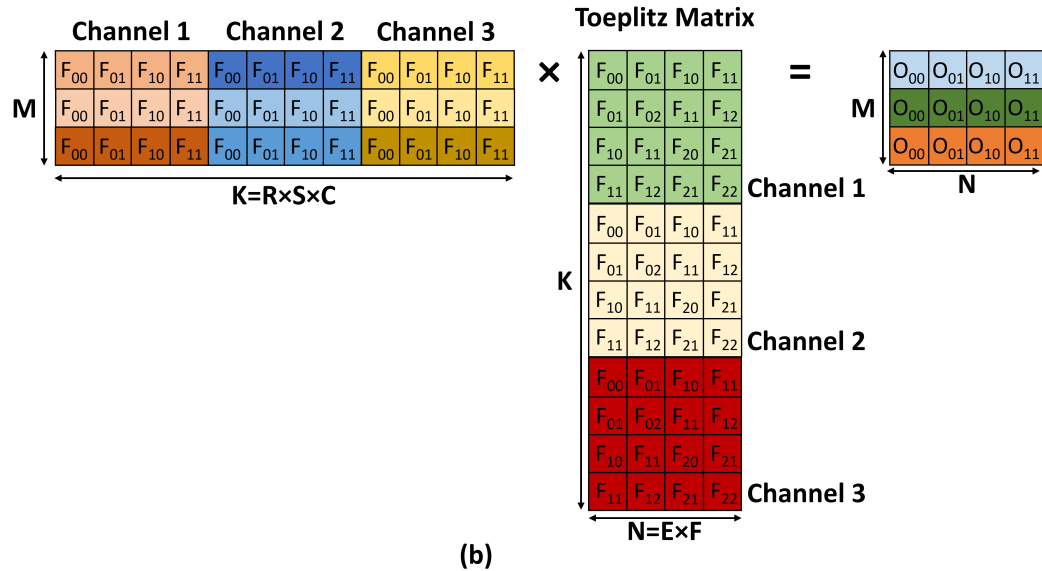 Toeplitz Matrix
Channel 1 Channel 2 Channel 3
M
F00 F01 F10 F11 F00 F01 F10 F11 F00 F01 F10 F11
F00 F01 F10 F11 F00 F01 F10 F11 F00 F01 F10 F11
F00 F01 F10 F11 F00 F01 F10 F11 F00 F01 F10 F11
K=R×S×C
×
K
F00 F01 F10 F11
F01 F02 F11 F12
F10 F11 F20 F21
F11 F12 F21 F22
Channel 1
F00 F01 F10 F11
F01 F02 F11 F12
F10 F11 F20 F21
F11 F12 F21 F22
Channel 2
F00 F01 F10 F11
F01 F02 F11 F12
F10 F11 F20 F21
F11 F12 F21 F22
Channel 3
N=E×F
=
M
O00 O01 O10 O11
O00 O01 O10 O11
O00 O01 O10 O11
N
(b)